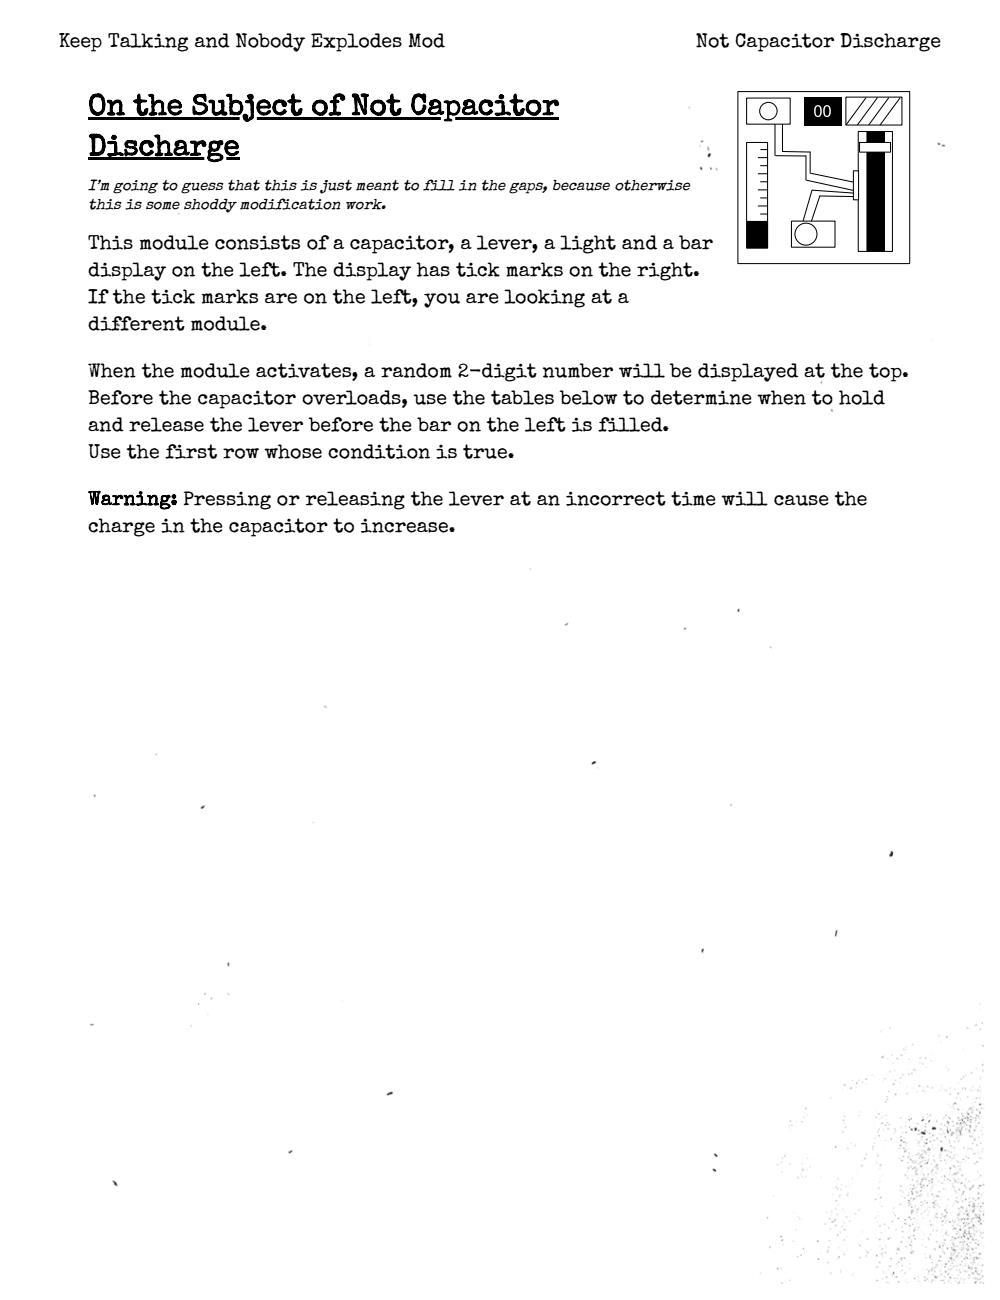 Keep Talking and Nobody Explodes Mod
Not Capacitor Discharge
On the Subject of Not Capacitor
Discharge
I'm going to guess that this is just meant to fill in the gaps, because otherwise
this is some shoddy modification work.
00
This module consists of a capacitor, a lever, a light and a bar
display on the left. The display has tick marks on the right.
If the tick marks are on the left, you are looking at a
different module.
When the module activates, a random 2-digit number will be displayed at the top.
Before the capacitor overloads, use the tables below to determine when to hold
and release the lever before the bar on the left is filled.
Use the first row whose condition is true.
Warning: Pressing or releasing the lever at an incorrect time will cause the
charge in the capacitor to increase.